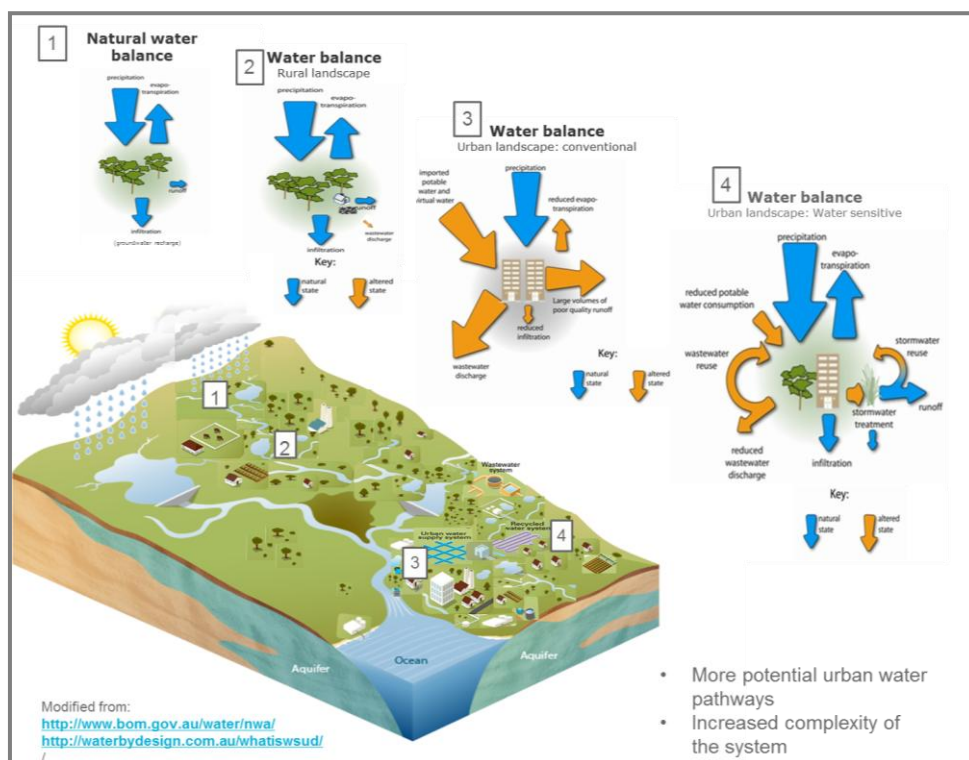 1
Natural water
balance
precipitation
evapo-
transpiration
runoff
infiltration
(groundwater recharge)
2
Water balance
Rural landscape
precipitation
evapo-
transpiration
runoff
wastewater
discharge
infiltration
Key:
natural
state
altered
state
3
Water balance
Urban landscape: conventional
imported
potable
water and
virtual water
precipitation
reduced evapo-
transpiration
Large volumes of
poor quality runoff
reduced
infiltration
wastewater
discharge
Key:
natural
state
altered
state
4
Water balance
Urban landscape: Water sensitive
precipitation
evapo-
transpiration
reduced potable
water consumption
stormwater
reuse
wastewater
reuse
runoff
stormwater
treatment
reduced
wastewater
discharge
infiltration
Key:
natural
state
altered
state
1
2
Wastewater
system
Urban water
supply system
Recycled
water system
3
4
Aquifer
Ocean
Aquifer
Modified from:
http://www.bom.gov.au/water/nwa/
http://waterbydesign.com.au/whatiswsud/
/
• More potential urban water
pathways
• Increased complexity of
the system